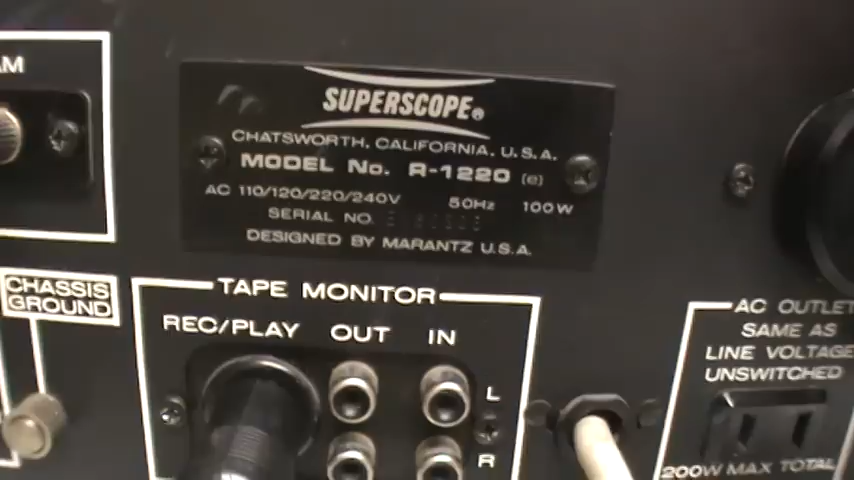 AM
SUPERSCOPE®
CHATSWORTH, CALIFORNIA, U.S.A.
MODEL No. R-1220 (e)
AC 110/120/220/240V 50Hz 100W
SERIAL NO.
DESIGNED BY MARANTZ U.S.A.
CHASSIS
GROUND
TAPE MONITOR
REC/PLAY OUT IN
L
R
AC OUTLET
SAME AS
LINE VOLTAGE
UNSWITCHED
200W MAX TOTAL